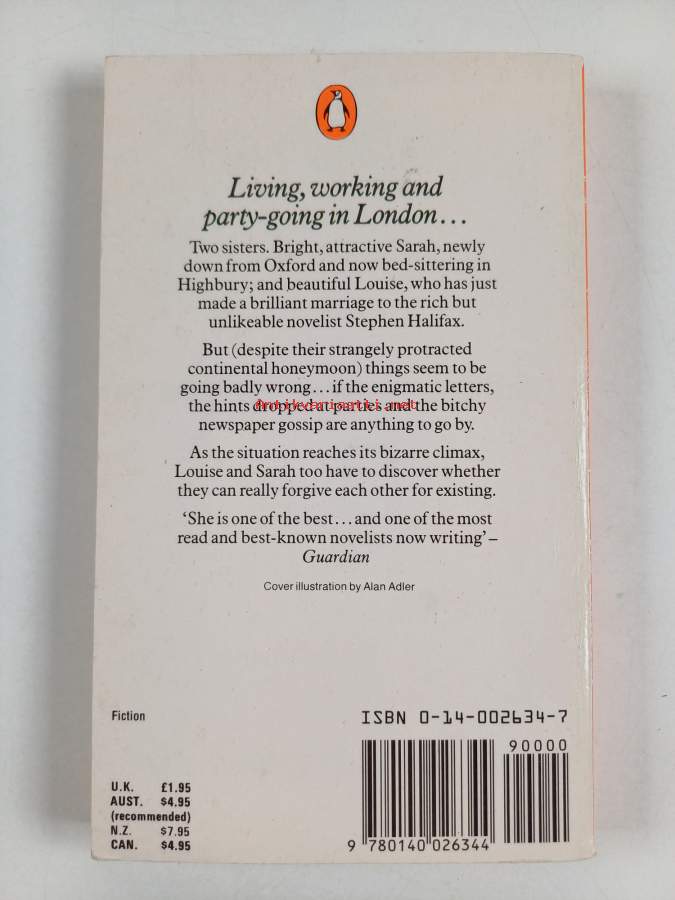 Living, working and
party-going in London...
Two sisters. Bright, attractive Sarah, newly
down from Oxford and now bed-sittering in
Highbury; and beautiful Louise, who has just
made a brilliant marriage to the rich but
unlikeable novelist Stephen Halifax.
But (despite their strangely protracted
continental honeymoon) things seem to be
going badly wrong...if the enigmatic letters,
the hints dropped at parties and the bitchy
Antikvariaatti.net
newspaper gossip are anything to go by.
As the situation reaches its bizarre climax,
Louise and Sarah too have to discover whether
they can really forgive each other for existing.
‘She is one of the best...and one of the most
read and best-known novelists now writing’ –
Guardian
Cover illustration by Alan Adler
Fiction
ISBN 0-14-002634-7
90000
U.K. £1.95
AUST. $4.95
(recommended)
N.Z. $7.95
CAN. $4.95
9 780140 026344